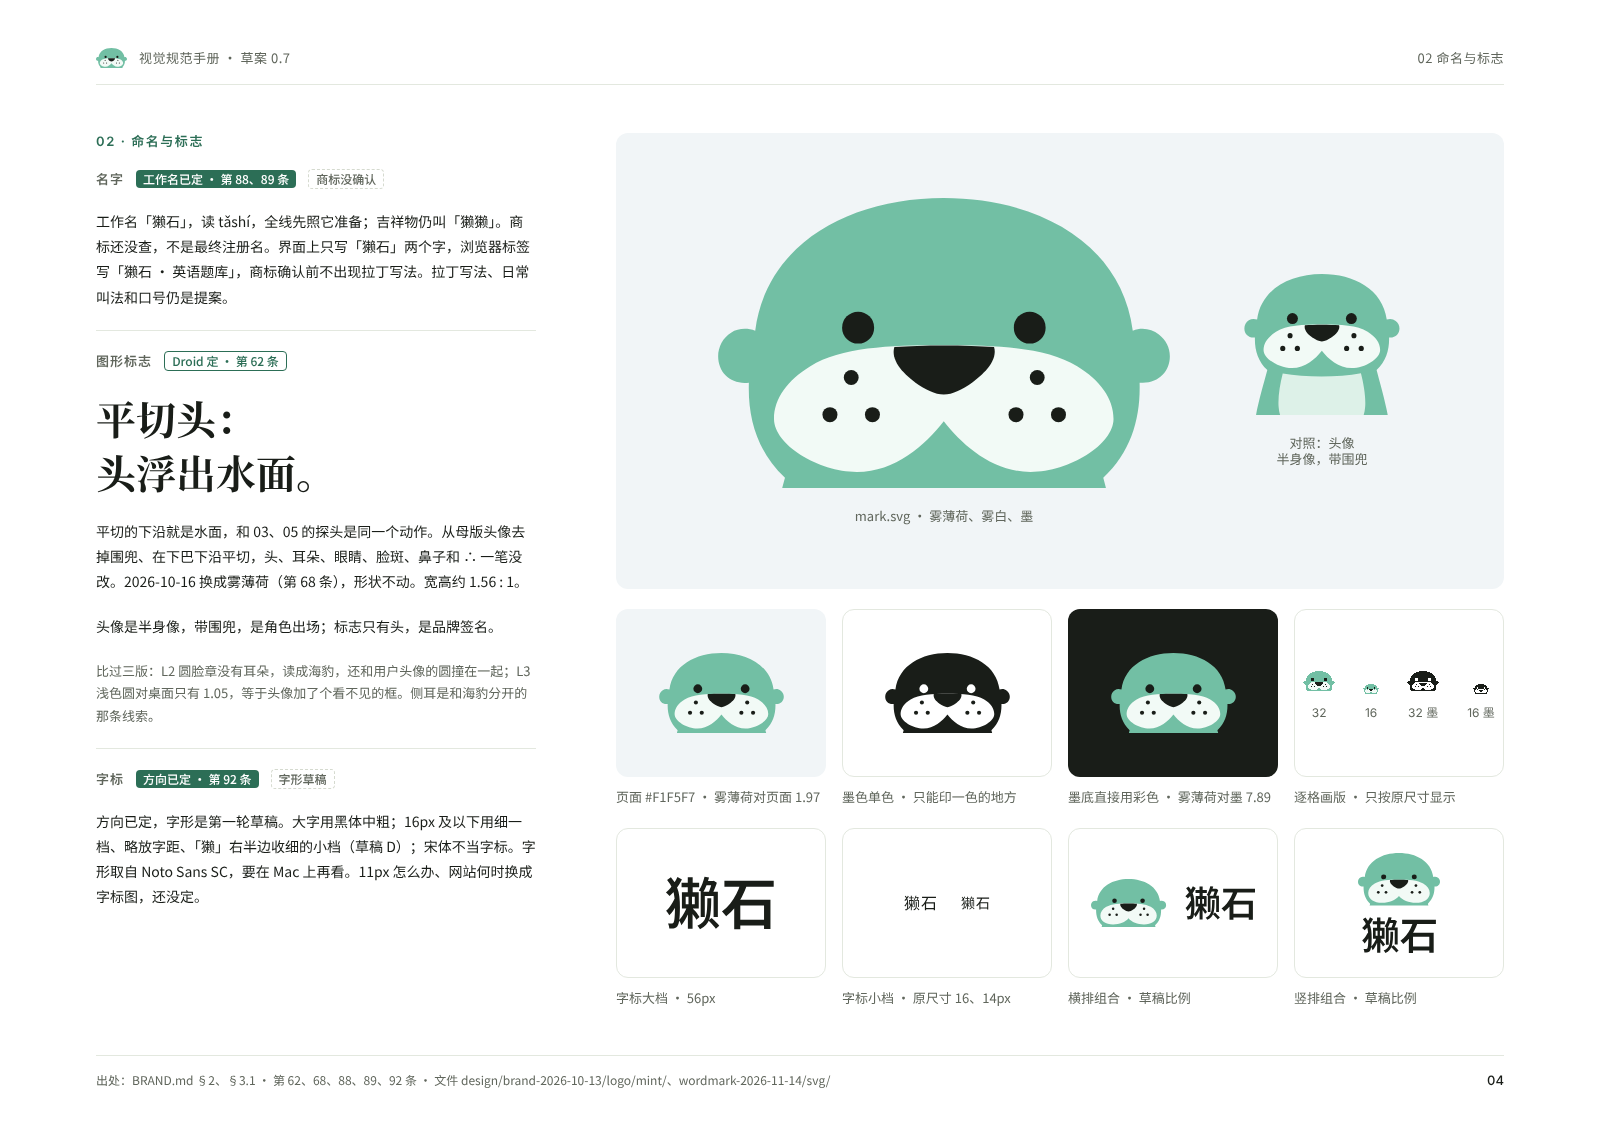 视觉规范手册 · 草案 0.7
02 命名与标志
02 · 命名与标志
名字 工作名已定 · 第 88、89 条 商标没确认
工作名「獭石」，读 tǎshí，全线先照它准备；吉祥物仍叫「獭獭」。商
标还没查，不是最终注册名。界面上只写「獭石」两个字，浏览器标签
写「獭石 · 英语题库」，商标确认前不出现拉丁写法。拉丁写法、日常
叫法和口号仍是提案。
图形标志 Droid 定 · 第 62 条
平切头：
头浮出水面。
平切的下沿就是水面，和 03、05 的探头是同一个动作。从母版头像去
掉围兜、在下巴下沿平切，头、耳朵、眼睛、脸斑、鼻子和 ∴ 一笔没
改。2026-10-16 换成雾薄荷（第 68 条），形状不动。宽高约 1.56 : 1。
头像是半身像，带围兜，是角色出场；标志只有头，是品牌签名。
比过三版：L2 圆脸章没有耳朵，读成海豹，还和用户头像的圆撞在一起；L3
浅色圆对桌面只有 1.05，等于头像加了个看不见的框。侧耳是和海豹分开的
那条线索。
字标 方向已定 · 第 92 条 字形草稿
方向已定，字形是第一轮草稿。大字用黑体中粗；16px 及以下用细一
档、略放字距、「獭」右半边收细的小档（草稿 D）；宋体不当字标。字
形取自 Noto Sans SC，要在 Mac 上再看。11px 怎么办、网站何时换成
字标图，还没定。
mark.svg · 雾薄荷、雾白、墨
对照：头像
半身像，带围兜
页面 #F1F5F7 · 雾薄荷对页面 1.97
墨色单色 · 只能印一色的地方
墨底直接用彩色 · 雾薄荷对墨 7.89
32 16 32 墨 16 墨
逐格画版 · 只按原尺寸显示
獭石
字标大档 · 56px
獭石 獭石
字标小档 · 原尺寸 16、14px
獭石
横排组合 · 草稿比例
獭石
竖排组合 · 草稿比例
出处：BRAND.md §2、§3.1 · 第 62、68、88、89、92 条 · 文件 design/brand-2026-10-13/logo/mint/、wordmark-2026-11-14/svg/
04